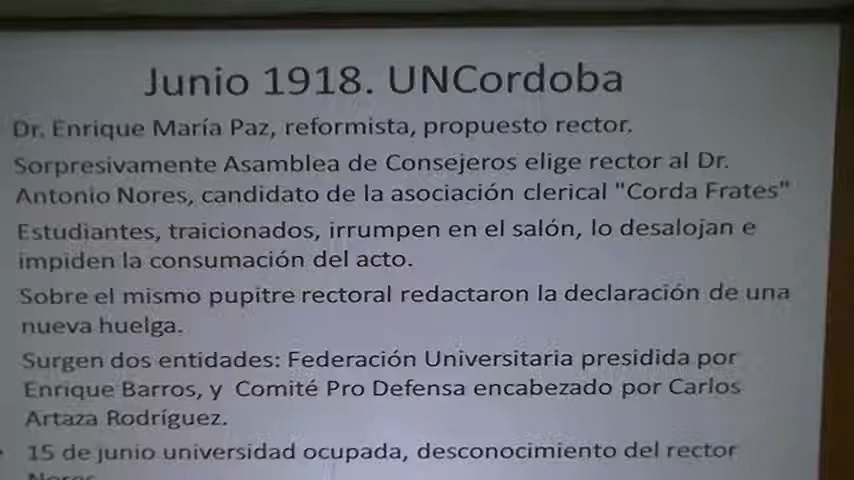 Junio 1918. UNCordoba
Dr. Enrique María Paz, reformista, propuesto rector.
Sorpresivamente Asamblea de Consejeros elige rector al Dr.
Antonio Nores, candidato de la asociación clerical "Corda Frates"
Estudiantes, traicionados, irrumpen en el salón, lo desalojan e
impiden la consumación del acto.
Sobre el mismo pupitre rectoral redactaron la declaración de una
nueva huelga.
Surgen dos entidades: Federación Universitaria presidida por
Enrique Barros, y Comité Pro Defensa encabezado por Carlos
Artaza Rodríguez.
• 15 de junio universidad ocupada, desconocimiento del rector
Nores